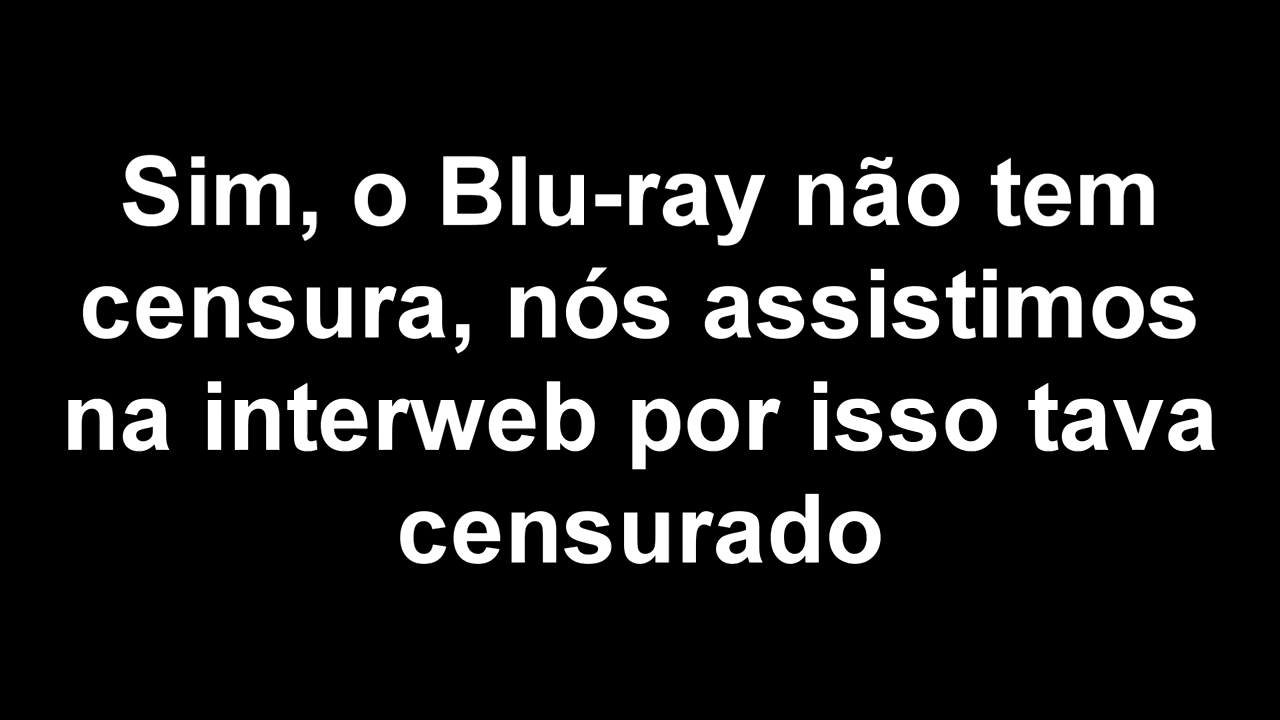 Sim, o Blu-ray não tem
censura, nós assistimos
na interweb por isso tava
censurado